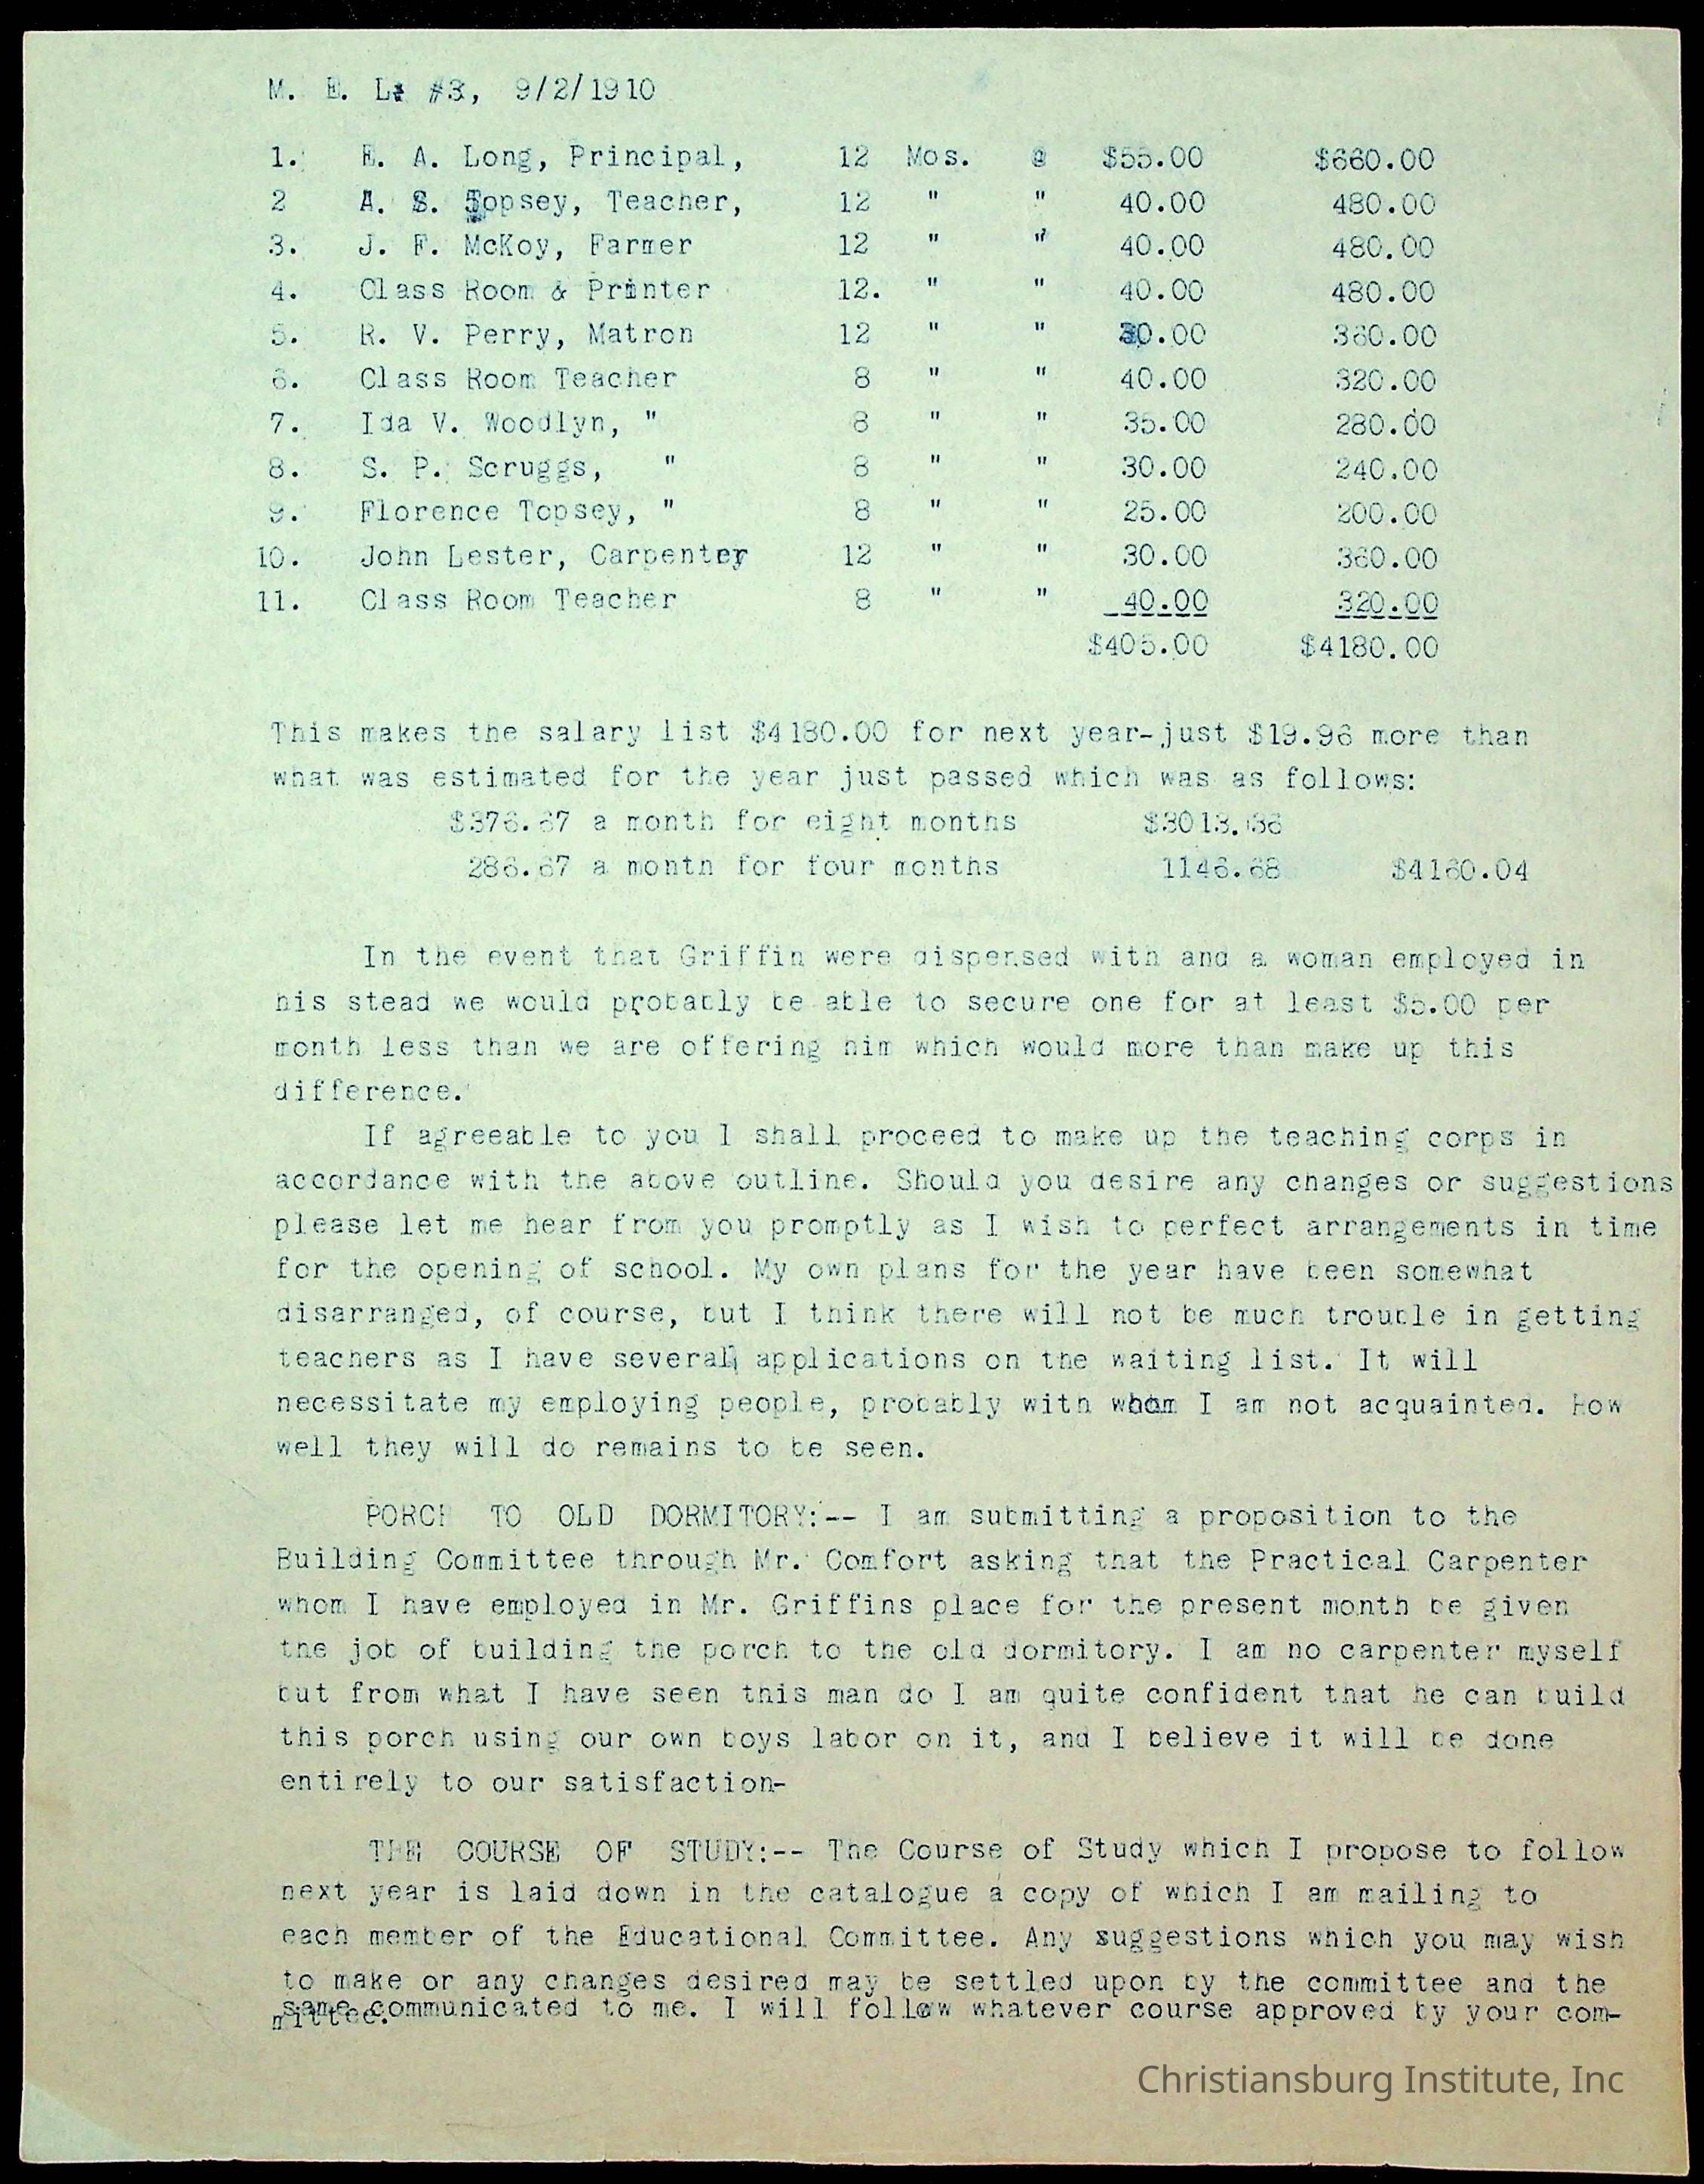 M. E. L. #3, 9/2/1910
1. E. A. Long, Principal, 12 Mos. @ $55.00 $660.00
2 A. S. Topsey, Teacher, 12 " " 40.00 480.00
3. J. F. McKoy, Farmer 12 " " 40.00 480.00
4. Class Room & Printer 12. " " 40.00 480.00
5. R. V. Perry, Matron 12 " " 30.00 360.00
6. Class Room Teacher 8 " " 40.00 320.00
7. Ida V. Woodlyn, " 8 " " 35.00 280.00
8. S. P. Scruggs, " 8 " " 30.00 240.00
9. Florence Topsey, " 8 " " 25.00 200.00
10. John Lester, Carpenter 12 " " 30.00 360.00
11. Class Room Teacher 8 " " 40.00 320.00
$405.00 $4180.00
This makes the salary list $4180.00 for next year-just $19.96 more than
what was estimated for the year just passed which was as follows:
$376.67 a month for eight months $3013.36
286.67 a month for four months 1146.68 $4160.04
In the event that Griffin were dispensed with and a woman employed in
his stead we would probably be able to secure one for at least $5.00 per
month less than we are offering him which would more than make up this
difference.
If agreeable to you I shall proceed to make up the teaching corps in
accordance with the above outline. Should you desire any changes or suggestions
please let me hear from you promptly as I wish to perfect arrangements in time
for the opening of school. My own plans for the year have been somewhat
disarranged, of course, but I think there will not be much trouble in getting
teachers as I have several applications on the waiting list. It will
necessitate my employing people, probably with whom I am not acquainted. How
well they will do remains to be seen.
PORCH TO OLD DORMITORY:-- I am submitting a proposition to the
Building Committee through Mr. Comfort asking that the Practical Carpenter
whom I have employed in Mr. Griffins place for the present month be given
the job of building the porch to the old dormitory. I am no carpenter myself
but from what I have seen this man do I am quite confident that he can build
this porch using our own boys labor on it, and I believe it will be done
entirely to our satisfaction-
THE COURSE OF STUDY:-- The Course of Study which I propose to follow
next year is laid down in the catalogue a copy of which I am mailing to
each member of the Educational Committee. Any suggestions which you may wish
to make or any changes desired may be settled upon by the committee and the
same communicated to me. I will follow whatever course approved by your com-
mittee.
Christiansburg Institute, Inc